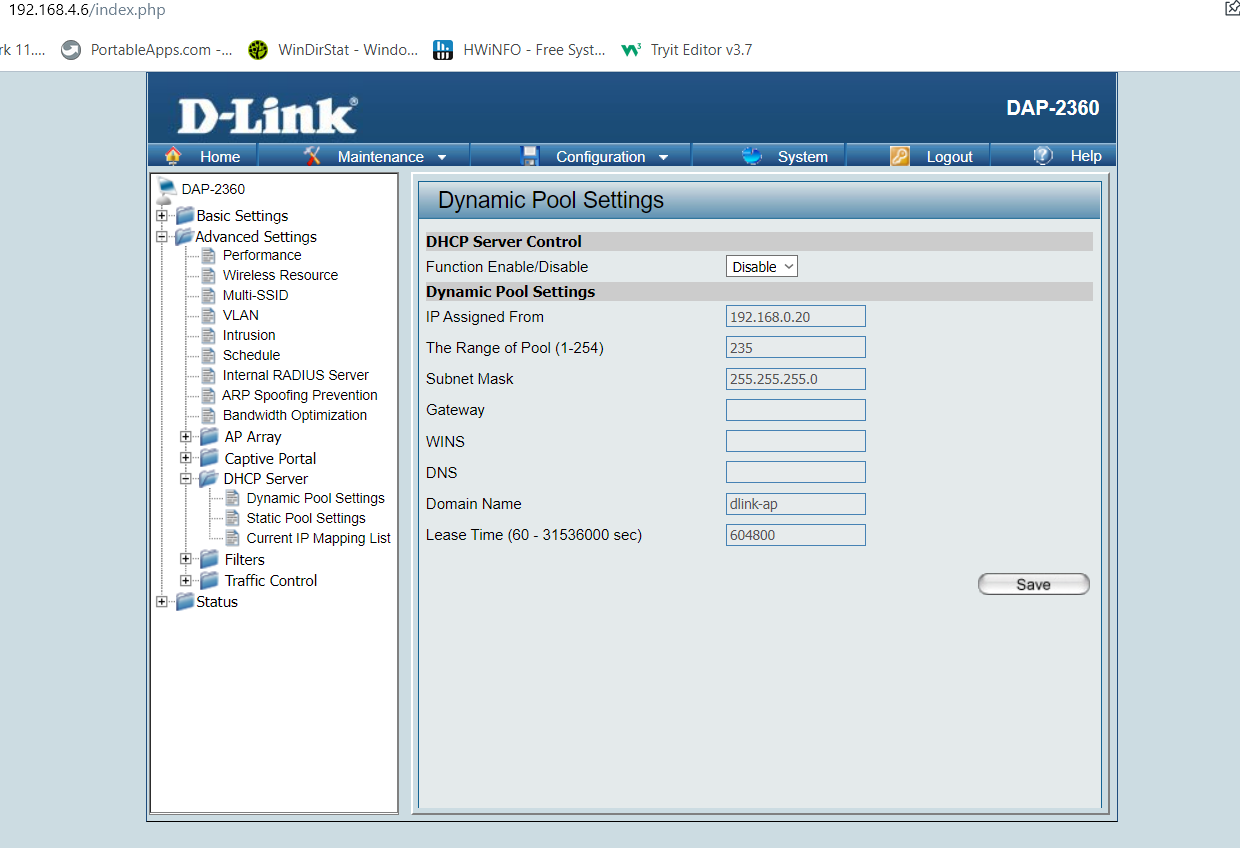 192.168.4.6/index.php
rk 11.... PortableApps.com -... WinDirStat - Windo... HWiNFO - Free Syst... W³ Tryit Editor v3.7
D-Link®
DAP-2360
Home Maintenance Configuration System Logout Help
DAP-2360
Basic Settings
Advanced Settings
Performance
Wireless Resource
Multi-SSID
VLAN
Intrusion
Schedule
Internal RADIUS Server
ARP Spoofing Prevention
Bandwidth Optimization
AP Array
Captive Portal
DHCP Server
Dynamic Pool Settings
Static Pool Settings
Current IP Mapping List
Filters
Traffic Control
Status
Dynamic Pool Settings
DHCP Server Control
Function Enable/Disable Disable
Dynamic Pool Settings
IP Assigned From 192.168.0.20
The Range of Pool (1-254) 235
Subnet Mask 255.255.255.0
Gateway
WINS
DNS
Domain Name dlink-ap
Lease Time (60 - 31536000 sec) 604800
Save